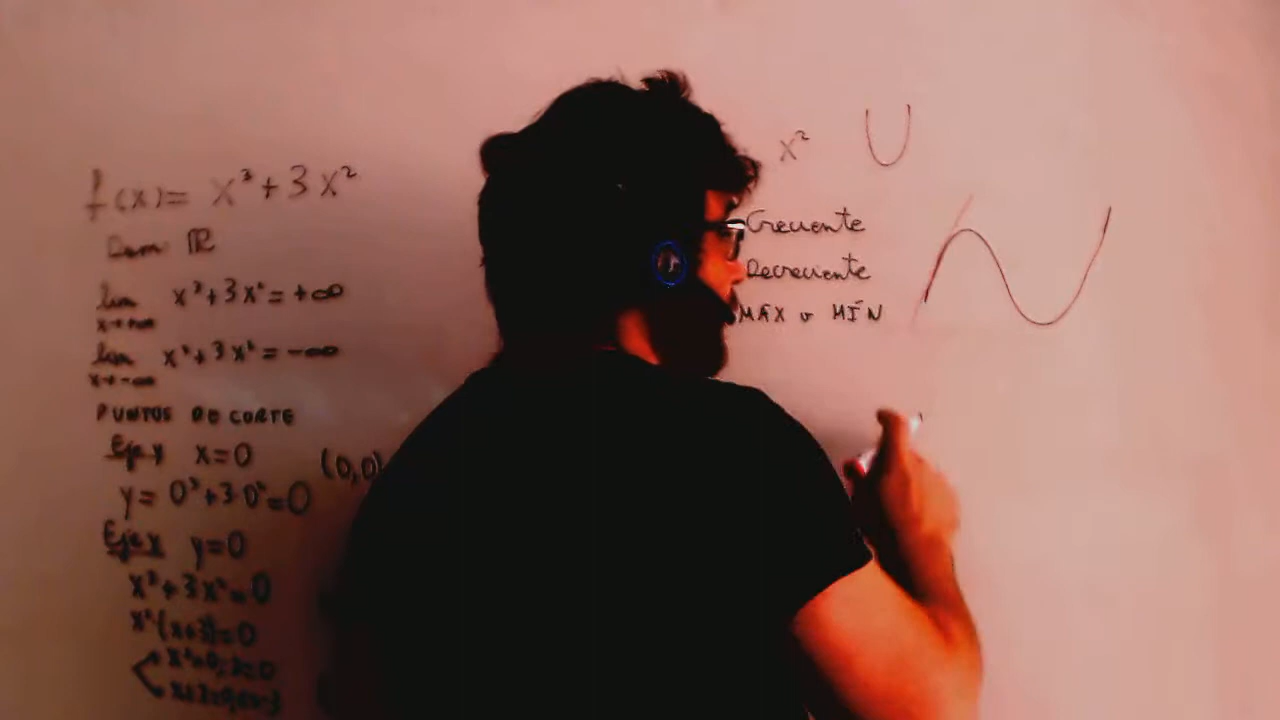 f(x)= x³+3x²
Dom ℝ
lim x³+3x²=+∞
x→+∞
lim x³+3x²=-∞
x→-∞
PUNTOS DE CORTE
Eje y x=0 (0,0)
y= 0³+3·0²=0
Eje x y=0
x³+3x²=0
x²(x+3)=0
x²=0; x=0
x+3=0; x=-3
x²
Creciente
Decreciente
MÁX o MÍN